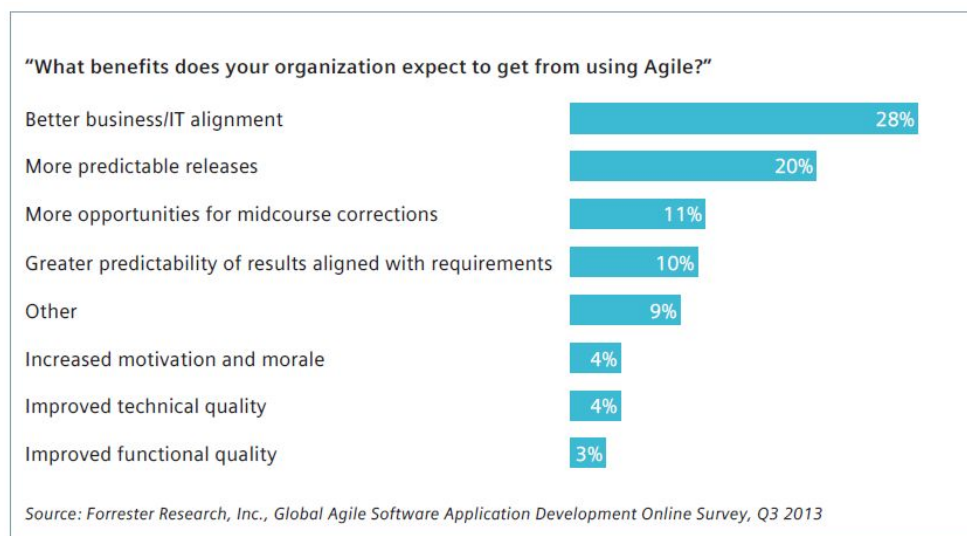 “What benefits does your organization expect to get from using Agile?”
Better business/IT alignment 28%
More predictable releases 20%
More opportunities for midcourse corrections 11%
Greater predictability of results aligned with requirements 10%
Other 9%
Increased motivation and morale 4%
Improved technical quality 4%
Improved functional quality 3%
Source: Forrester Research, Inc., Global Agile Software Application Development Online Survey, Q3 2013